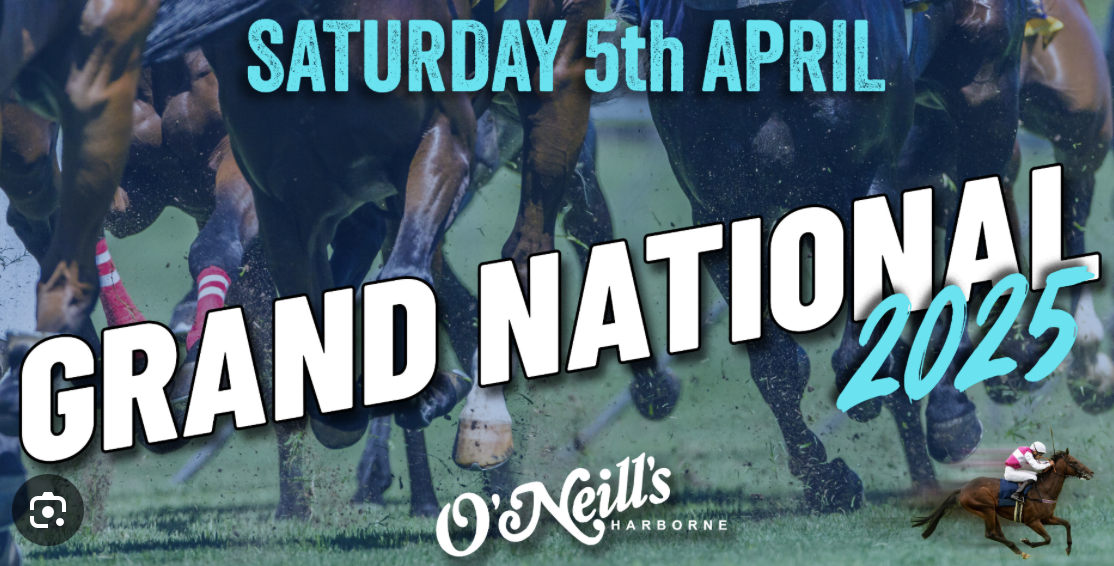 SATURDAY 5th APRIL
GRAND NATIONAL
2025
O'Neill's
HARBORNE